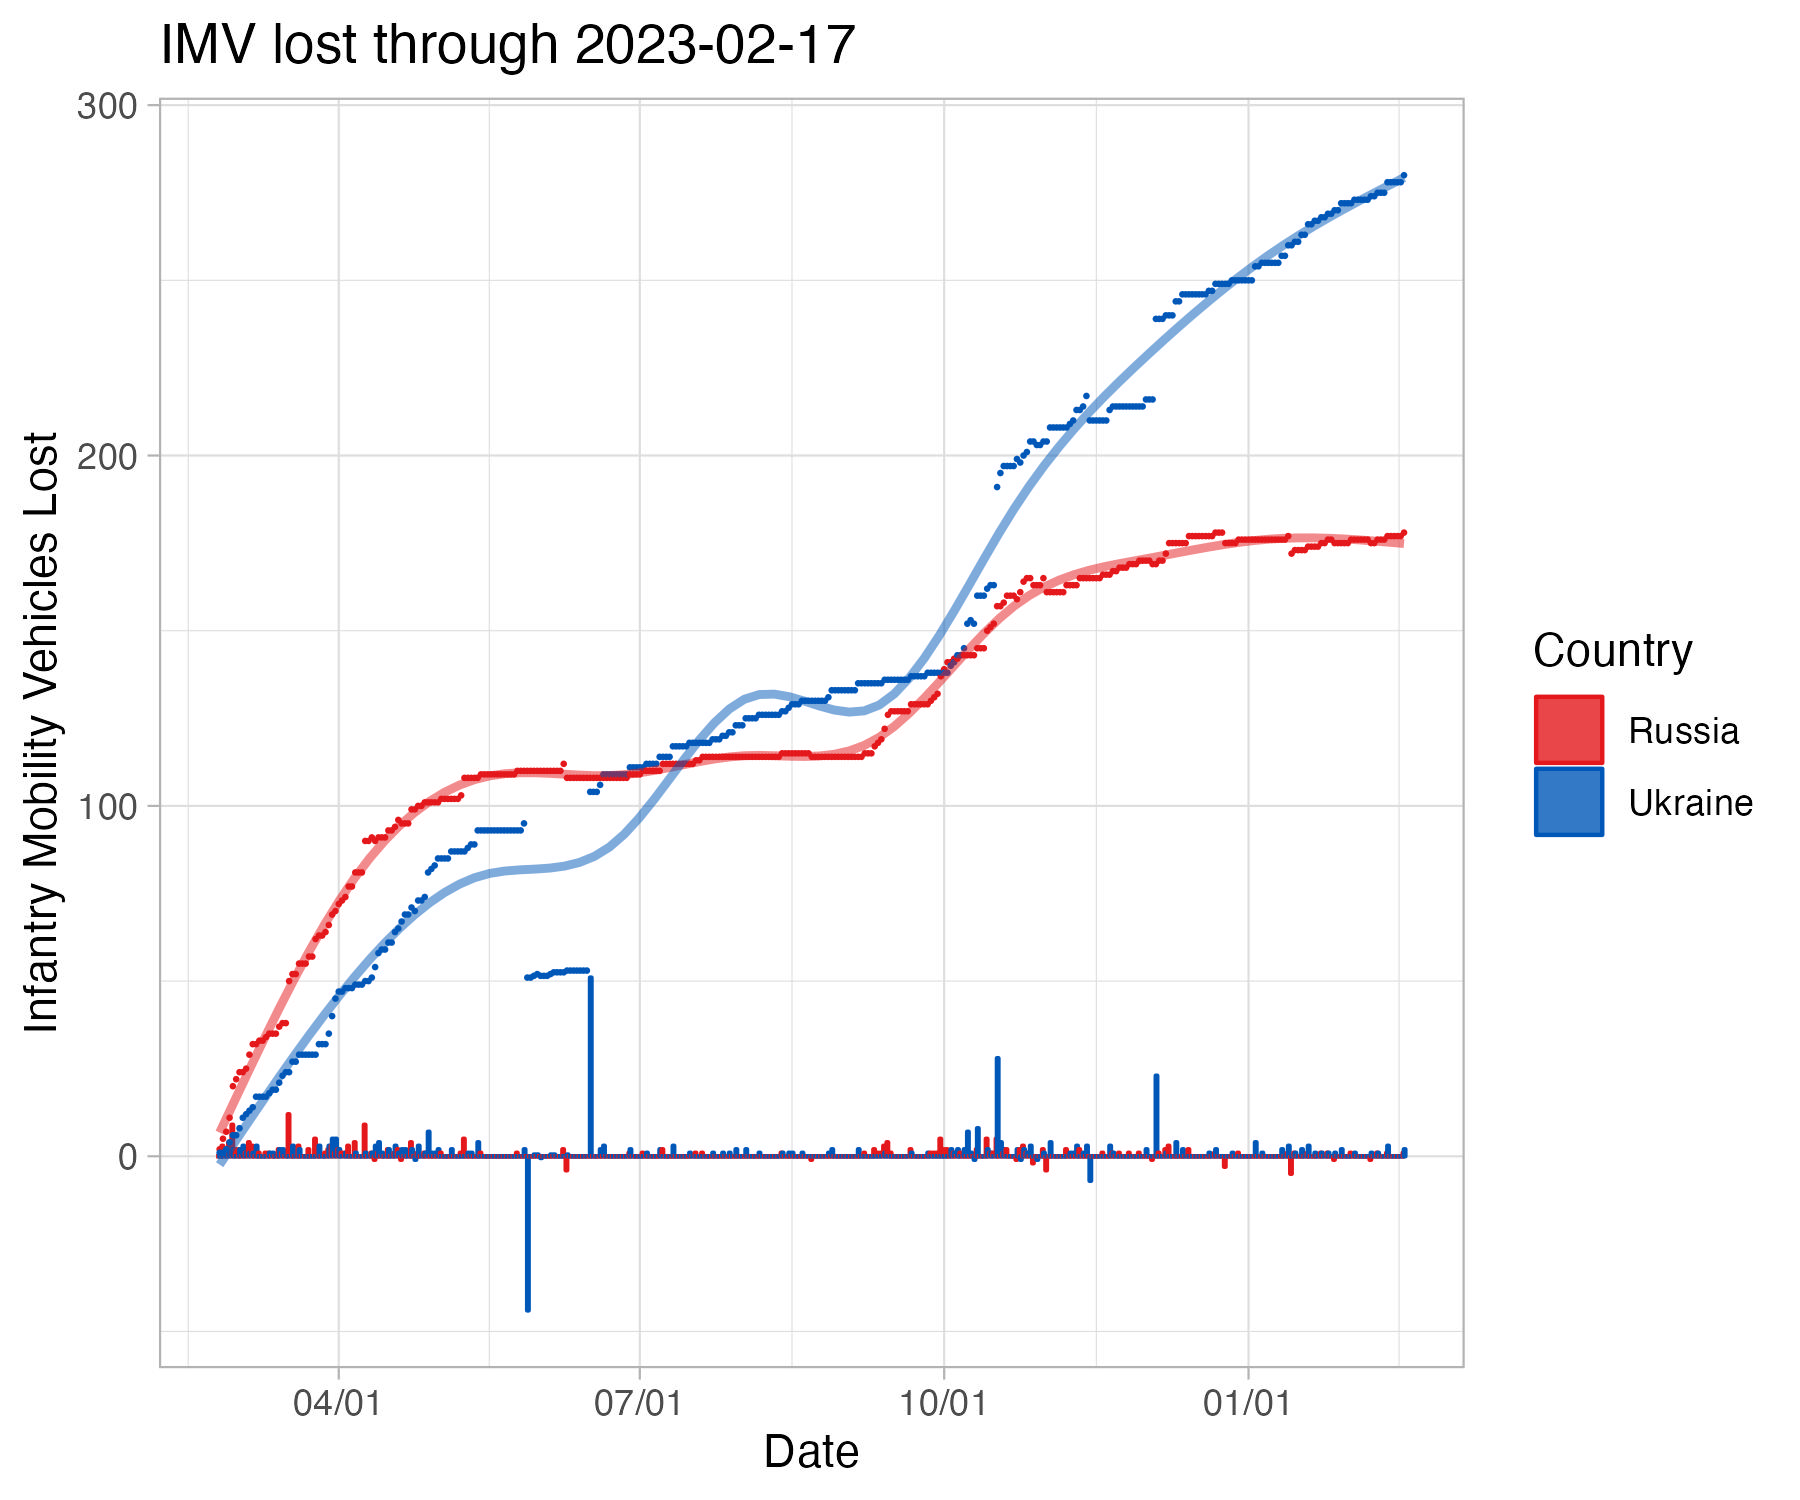 IMV lost through 2023-02-17
Infantry Mobility Vehicles Lost
300
200
100
0
04/01
07/01
10/01
01/01
Date
Country
Russia
Ukraine